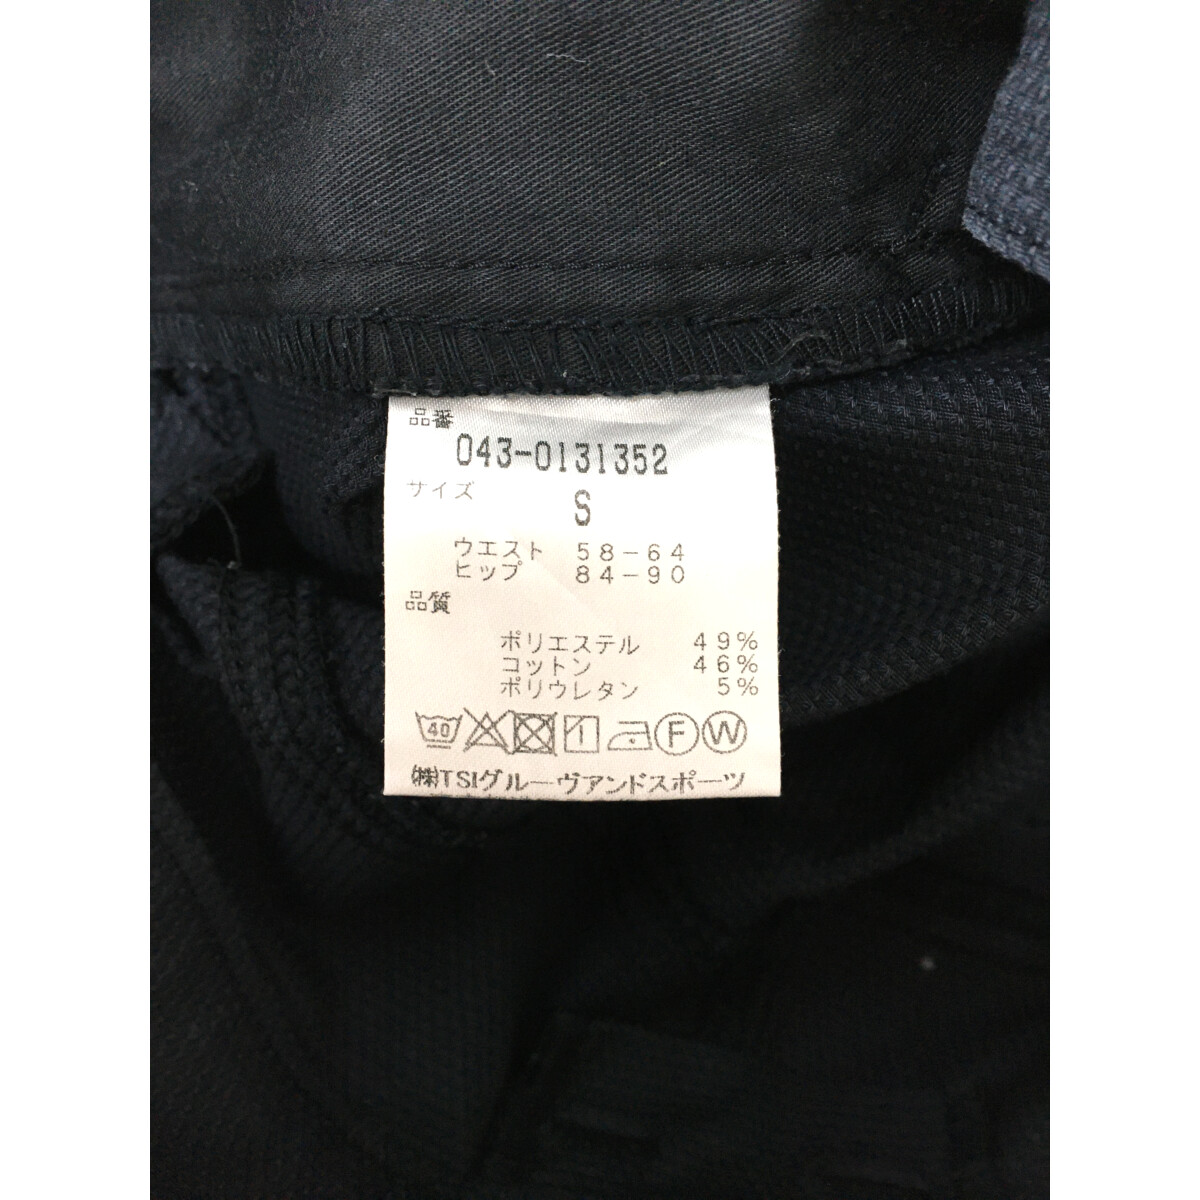 品番
043-0131352
サイズ
S
ウエスト 58-64
ヒップ 84-90
品質
ポリエステル 49%
コットン 46%
ポリウレタン 5%
40 F W
㈱TSIグルーヴアンドスポーツ